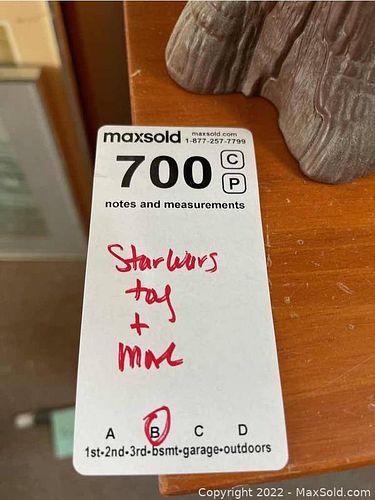 maxsold maxsold.com
1-877-257-7799
700 C
P
notes and measurements
Starwars
toy
+
more
A B C D
1st-2nd-3rd-bsmt-garage-outdoors
Copyright 2022 - MaxSold.com